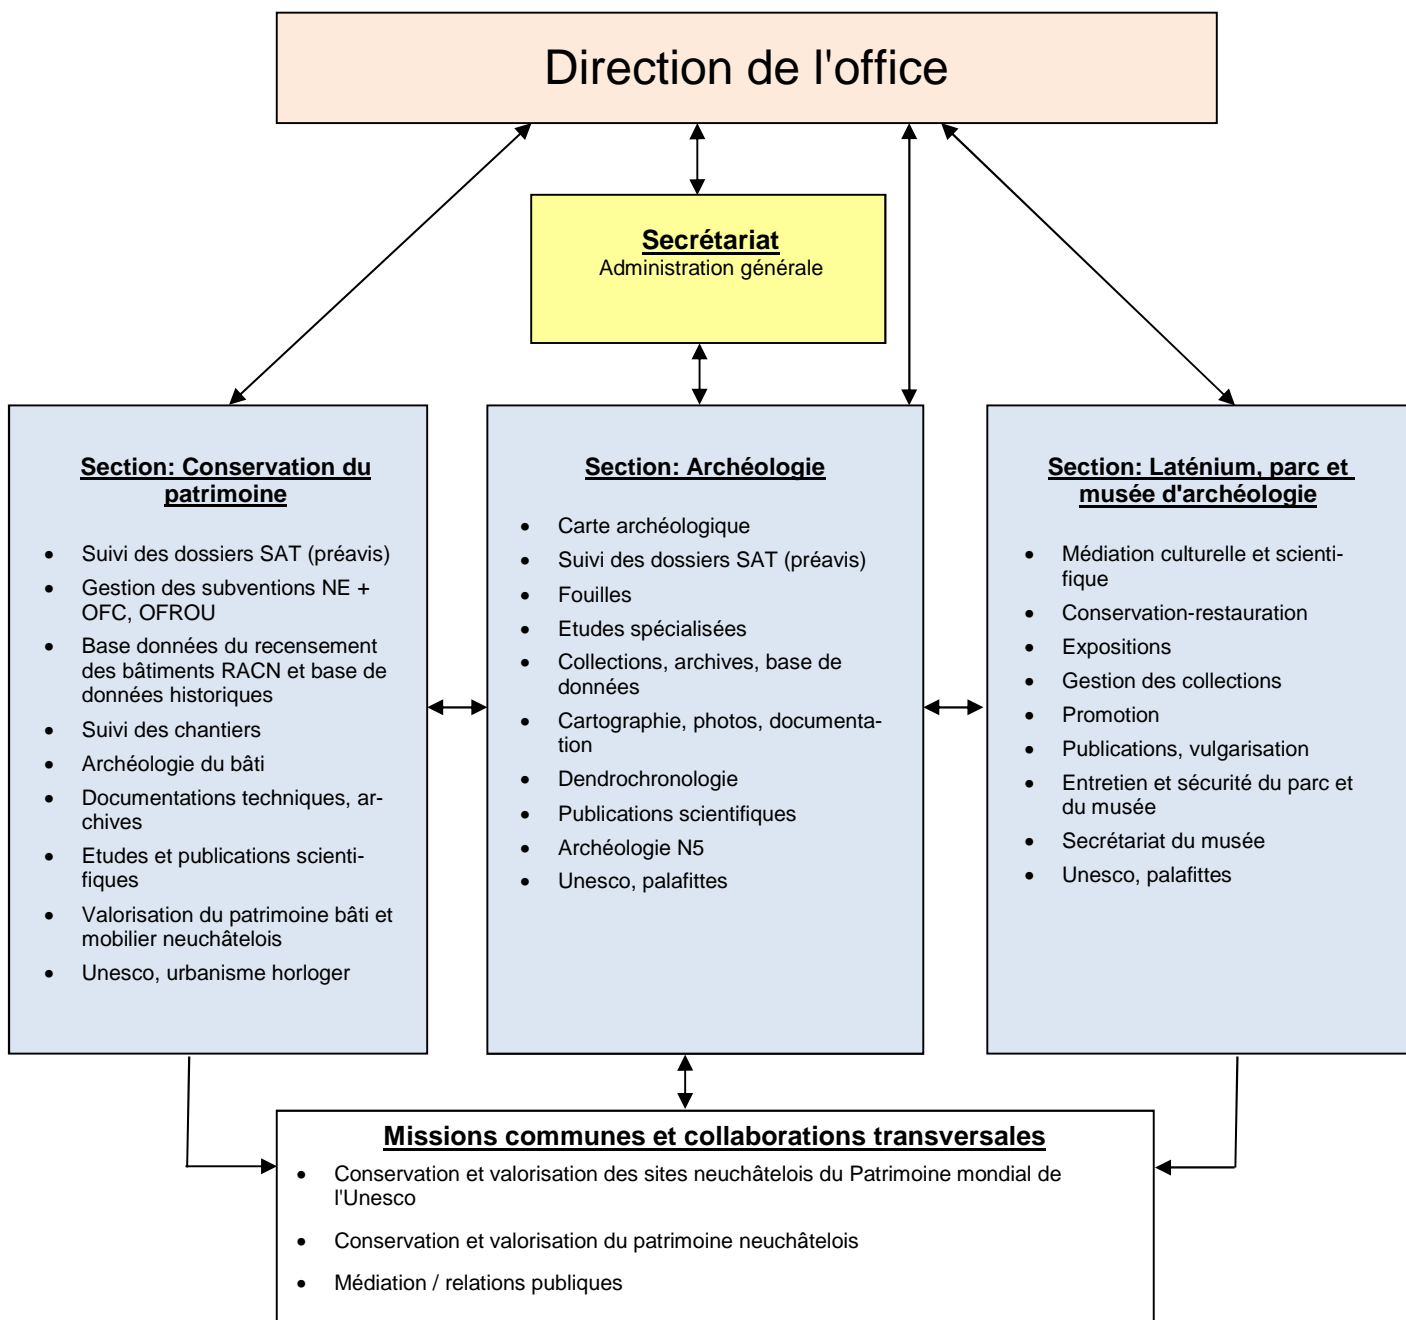 Direction de l'office
Secrétariat
Administration générale
Section: Conservation du
patrimoine
• Suivi des dossiers SAT (préavis)
• Gestion des subventions NE +
OFC, OFROU
• Base données du recensement
des bâtiments RACN et base de
données historiques
• Suivi des chantiers
• Archéologie du bâti
• Documentations techniques, ar-
chives
• Etudes et publications scienti-
fiques
• Valorisation du patrimoine bâti et
mobilier neuchâtelois
• Unesco, urbanisme horloger
Section: Archéologie
• Carte archéologique
• Suivi des dossiers SAT (préavis)
• Fouilles
• Etudes spécialisées
• Collections, archives, base de
données
• Cartographie, photos, documenta-
tion
• Dendrochronologie
• Publications scientifiques
• Archéologie N5
• Unesco, palafittes
Section: Laténium, parc et
musée d'archéologie
• Médiation culturelle et scienti-
fique
• Conservation-restauration
• Expositions
• Gestion des collections
• Promotion
• Publications, vulgarisation
• Entretien et sécurité du parc et
du musée
• Secrétariat du musée
• Unesco, palafittes
Missions communes et collaborations transversales
• Conservation et valorisation des sites neuchâtelois du Patrimoine mondial de
l'Unesco
• Conservation et valorisation du patrimoine neuchâtelois
• Médiation / relations publiques